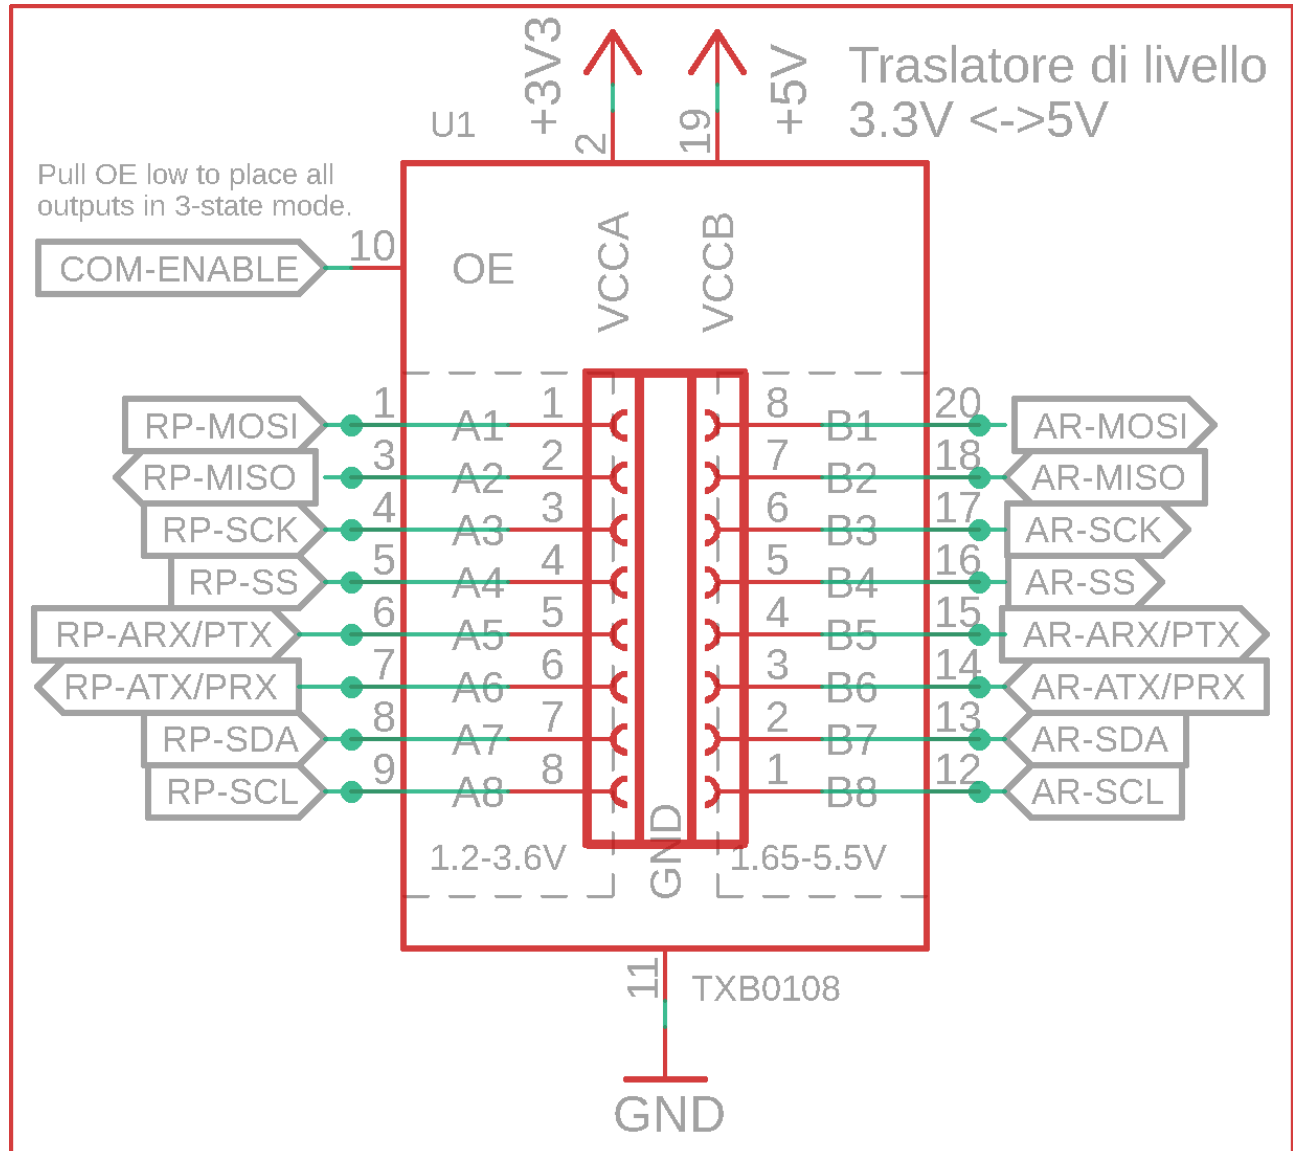 +3V3
+5V
Traslatore di livello
3.3V <->5V
U1
2
19
Pull OE low to place all
outputs in 3-state mode.
COM-ENABLE 10 OE
VCCA VCCB
RP-MOSI 1 A1 1 8 B1 20 AR-MOSI
RP-MISO 3 A2 2 7 B2 18 AR-MISO
RP-SCK 4 A3 3 6 B3 17 AR-SCK
RP-SS 5 A4 4 5 B4 16 AR-SS
RP-ARX/PTX 6 A5 5 4 B5 15 AR-ARX/PTX
RP-ATX/PRX 7 A6 6 3 B6 14 AR-ATX/PRX
RP-SDA 8 A7 7 2 B7 13 AR-SDA
RP-SCL 9 A8 8 1 B8 12 AR-SCL
1.2-3.6V GND 1.65-5.5V
11 TXB0108
GND